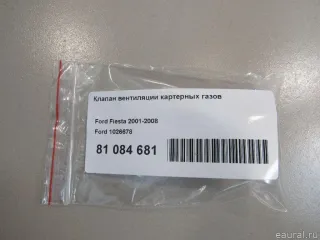 Клапан вентиляции картерных газов
Ford Fiesta 2001-2008
Ford 1026678
81 084 681
eaural.ru